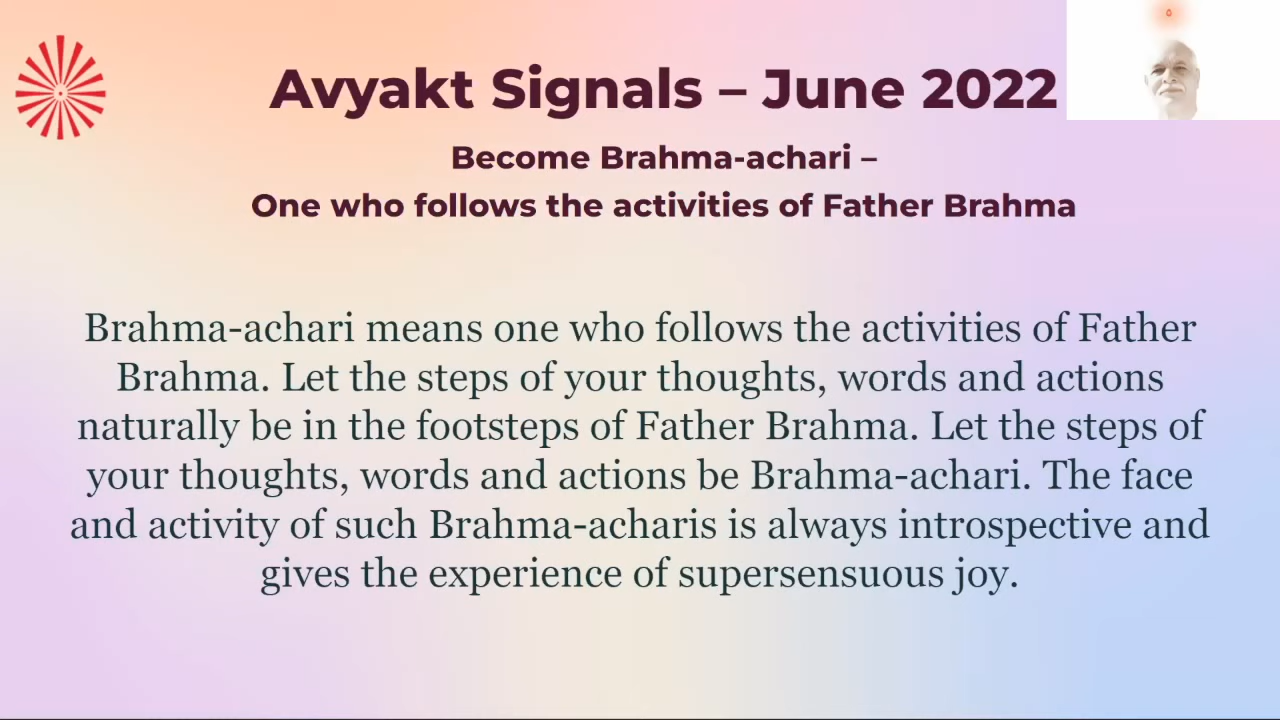 Avyakt Signals – June 2022
Become Brahma-achari –
One who follows the activities of Father Brahma
Brahma-achari means one who follows the activities of Father
Brahma. Let the steps of your thoughts, words and actions
naturally be in the footsteps of Father Brahma. Let the steps of
your thoughts, words and actions be Brahma-achari. The face
and activity of such Brahma-acharis is always introspective and
gives the experience of supersensuous joy.